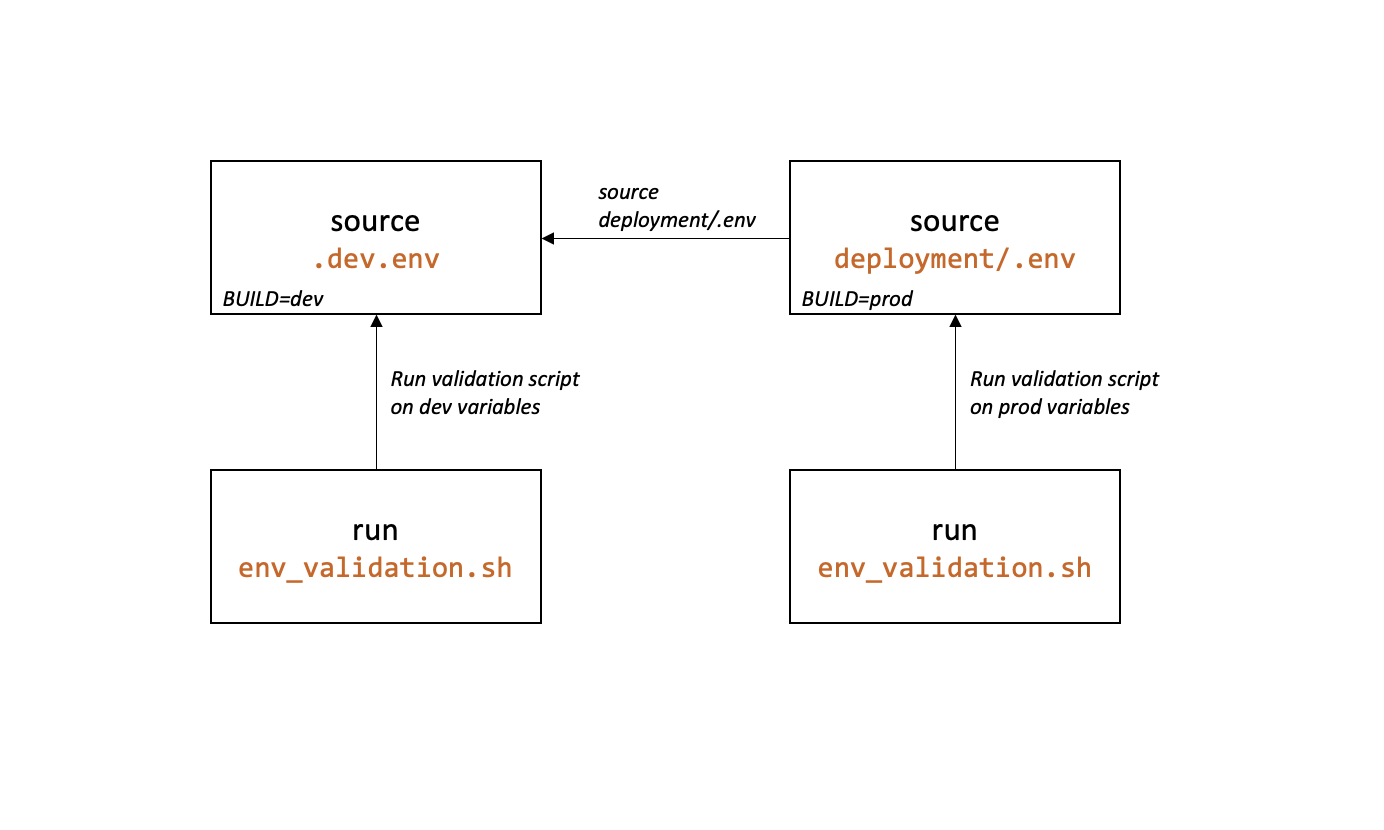 source
.dev.env
BUILD=dev
source
deployment/.env
source
deployment/.env
BUILD=prod
Run validation script
on dev variables
Run validation script
on prod variables
run
env_validation.sh
run
env_validation.sh